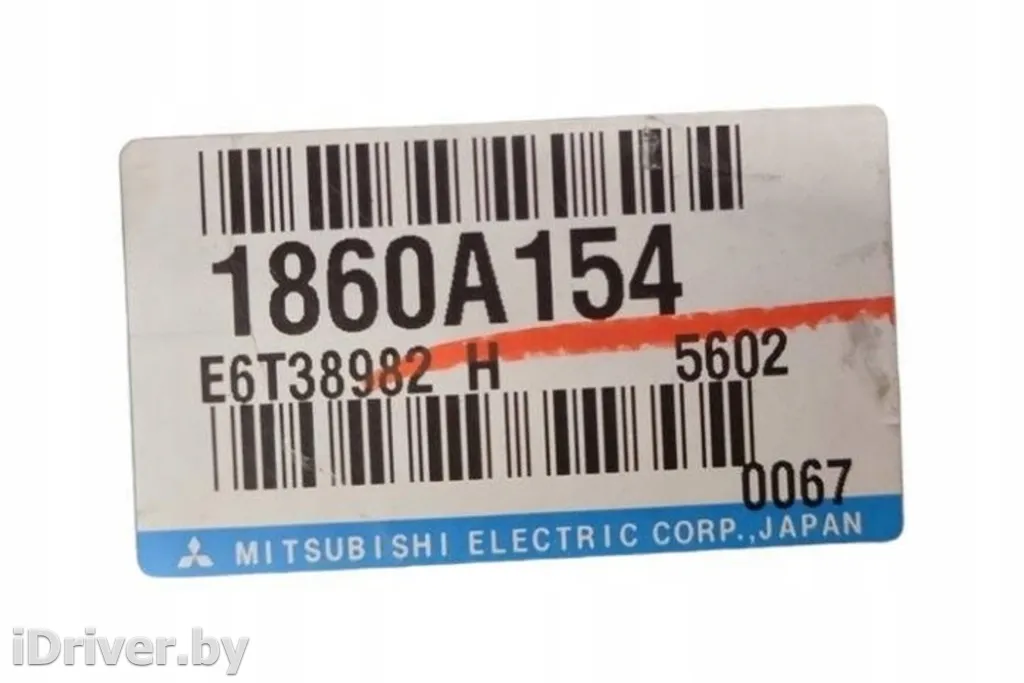 1860A154
E6T38982 H 5602
0067
MITSUBISHI ELECTRIC CORP.,JAPAN
iDriver.by